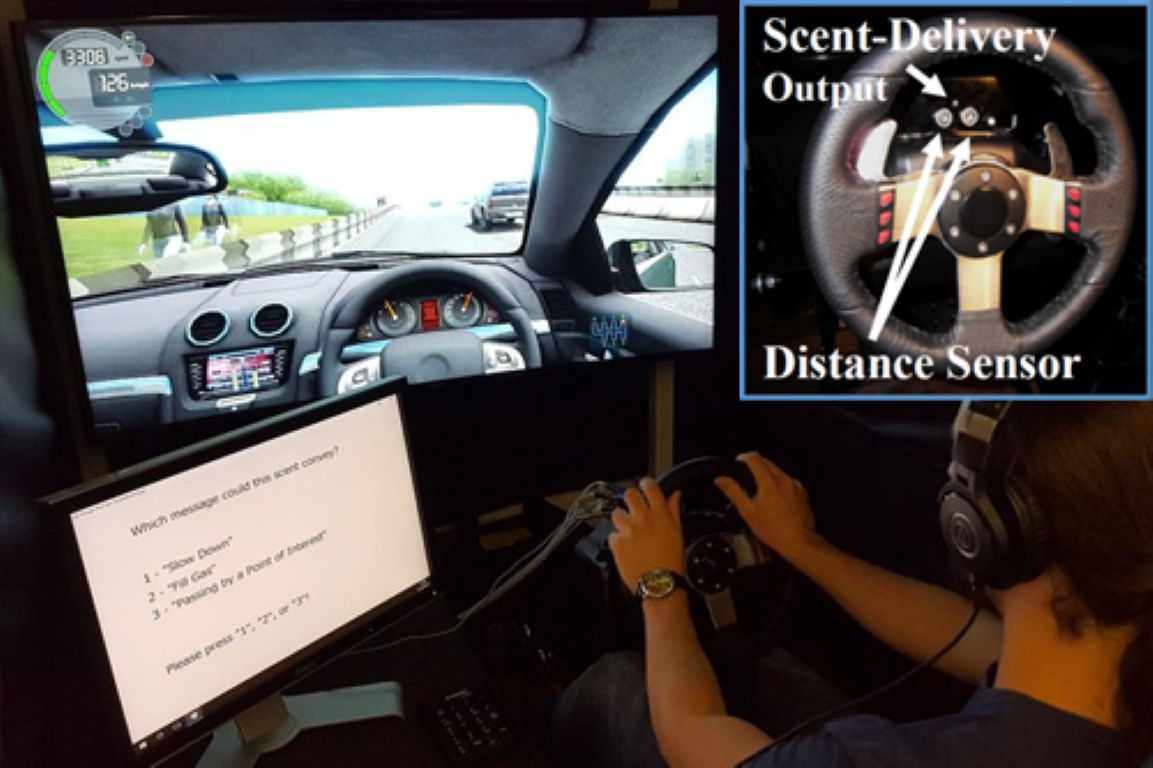 3308 rpm
126
Scent-Delivery
Output
Distance Sensor
Which message could this scent convey?
1 - "Slow Down"
2 - "Fill Gas"
3 - "Passing by a Point of Interest"
Please press "1", "2", or "3"!